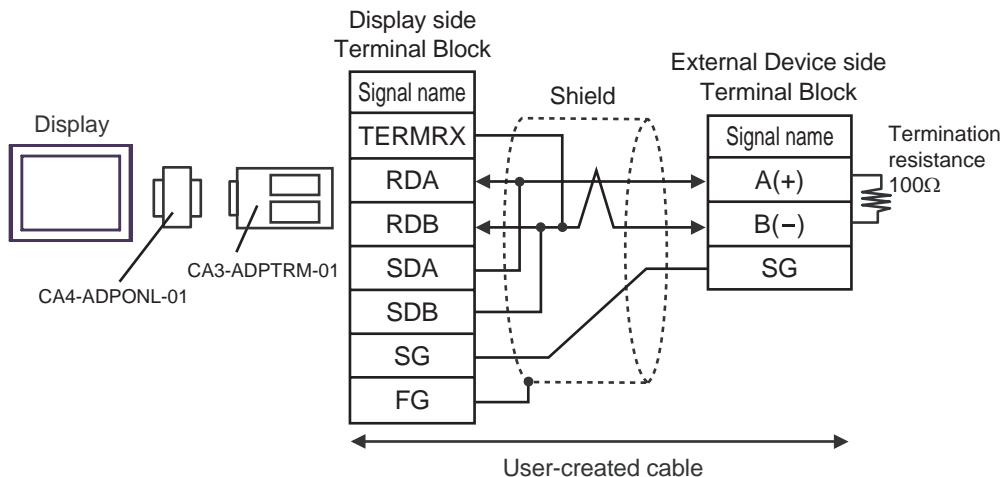 Display side
Terminal Block
External Device side
Terminal Block
Signal name
Shield
Display
Signal name
Termination
resistance
100Ω
TERMRX
RDA
A(+)
RDB
B(−)
CA3-ADPTRM-01
SDA
SG
CA4-ADPONL-01
SDB
SG
FG
User-created cable